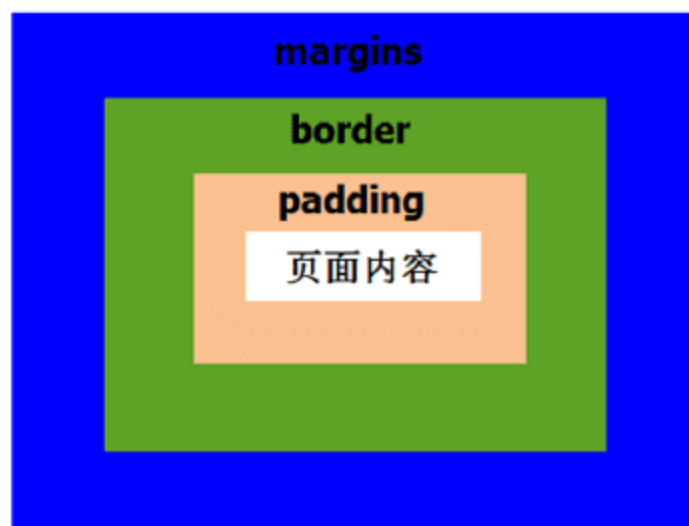 margins
border
padding
页面内容